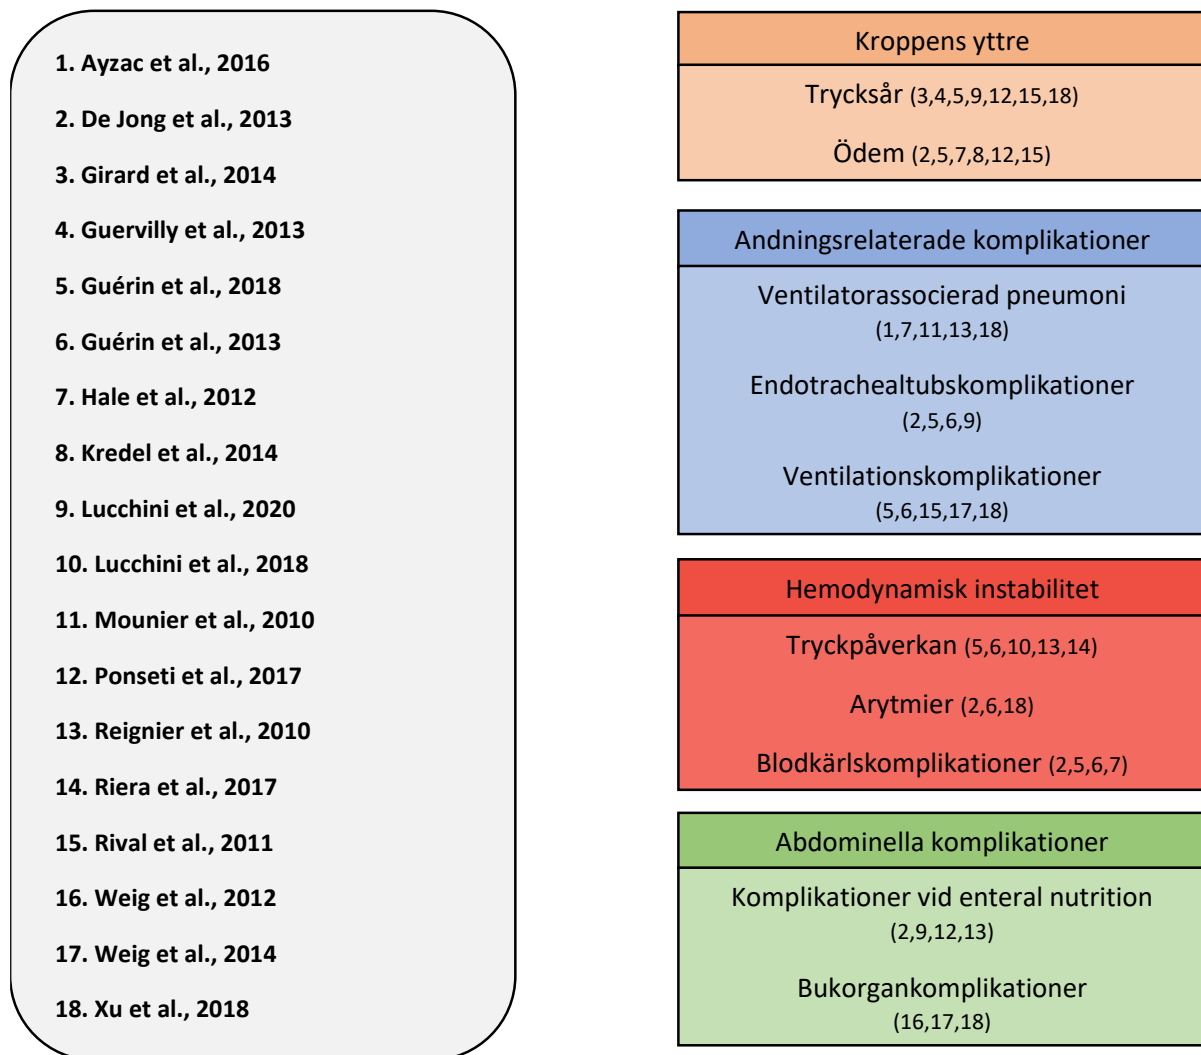 1. Ayzac et al., 2016
2. De Jong et al., 2013
3. Girard et al., 2014
4. Guervilly et al., 2013
5. Guérin et al., 2018
6. Guérin et al., 2013
7. Hale et al., 2012
8. Kredel et al., 2014
9. Lucchini et al., 2020
10. Lucchini et al., 2018
11. Mounier et al., 2010
12. Ponseti et al., 2017
13. Reignier et al., 2010
14. Riera et al., 2017
15. Rival et al., 2011
16. Weig et al., 2012
17. Weig et al., 2014
18. Xu et al., 2018
Kroppens yttre
Trycksår (3,4,5,9,12,15,18)
Ödem (2,5,7,8,12,15)
Andningsrelaterade komplikationer
Ventilatorassocierad pneumoni
(1,7,11,13,18)
Endotrachealtubskomplikationer
(2,5,6,9)
Ventilationskomplikationer
(5,6,15,17,18)
Hemodynamisk instabilitet
Tryckpåverkan (5,6,10,13,14)
Arytmier (2,6,18)
Blodkärlskomplikationer (2,5,6,7)
Abdominella komplikationer
Komplikationer vid enteral nutrition
(2,9,12,13)
Bukorgankomplikationer
(16,17,18)